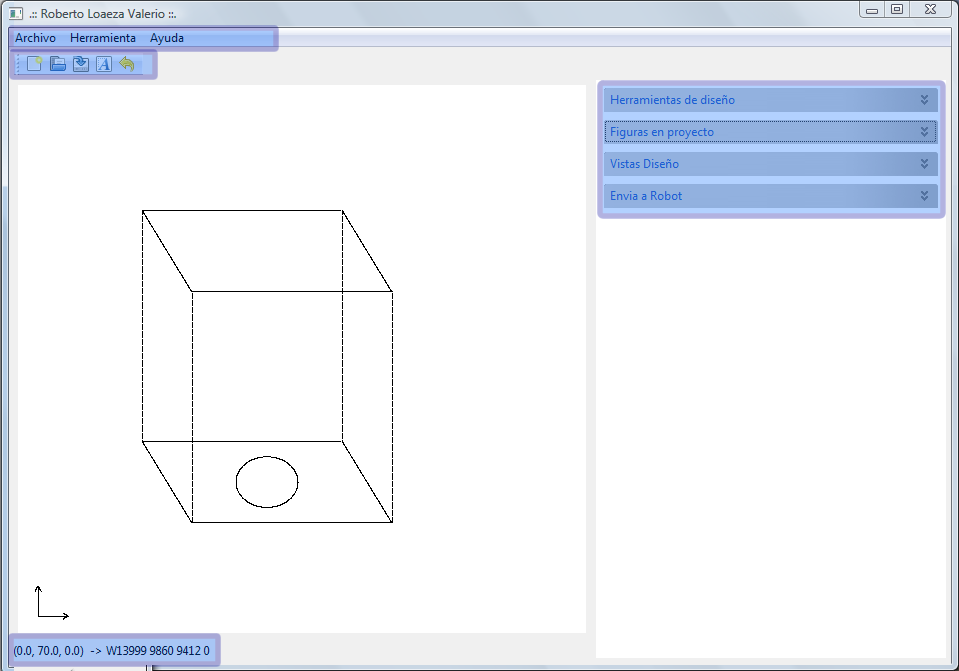 .:: Roberto Loaeza Valerio ::.
Archivo Herramienta Ayuda
A
Herramientas de diseño
Figuras en proyecto
Vistas Diseño
Envia a Robot
(0.0, 70.0, 0.0) -> W13999 9860 9412 0